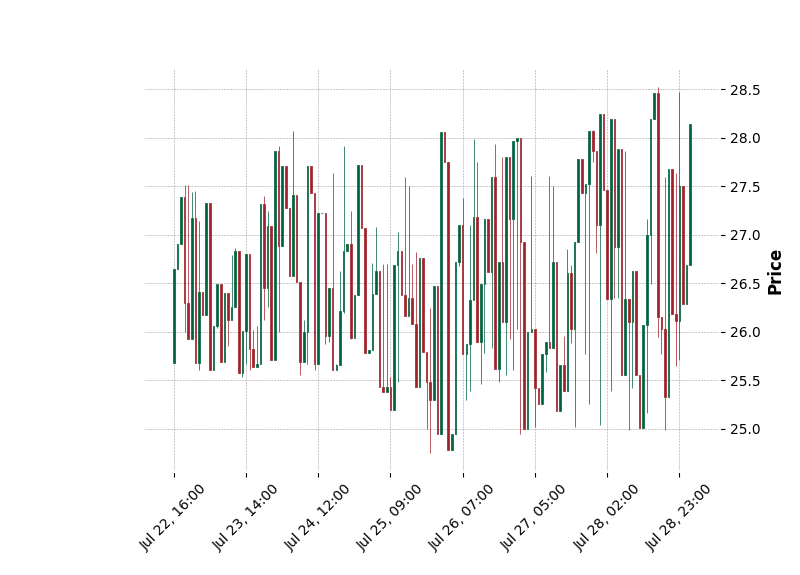 28.5
28.0
27.5
27.0
26.5
26.0
25.5
25.0
Price
Jul 22, 16:00
Jul 23, 14:00
Jul 24, 12:00
Jul 25, 09:00
Jul 26, 07:00
Jul 27, 05:00
Jul 28, 02:00
Jul 28, 23:00